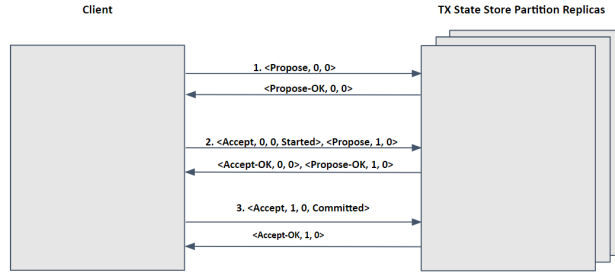 Client
TX State Store Partition Replicas
1. <Propose, 0, 0>
<Propose-OK, 0, 0>
2. <Accept, 0, 0, Started>, <Propose, 1, 0>
<Accept-OK, 0, 0>, <Propose-OK, 1, 0>
3. <Accept, 1, 0, Committed>
<Accept-OK, 1, 0>